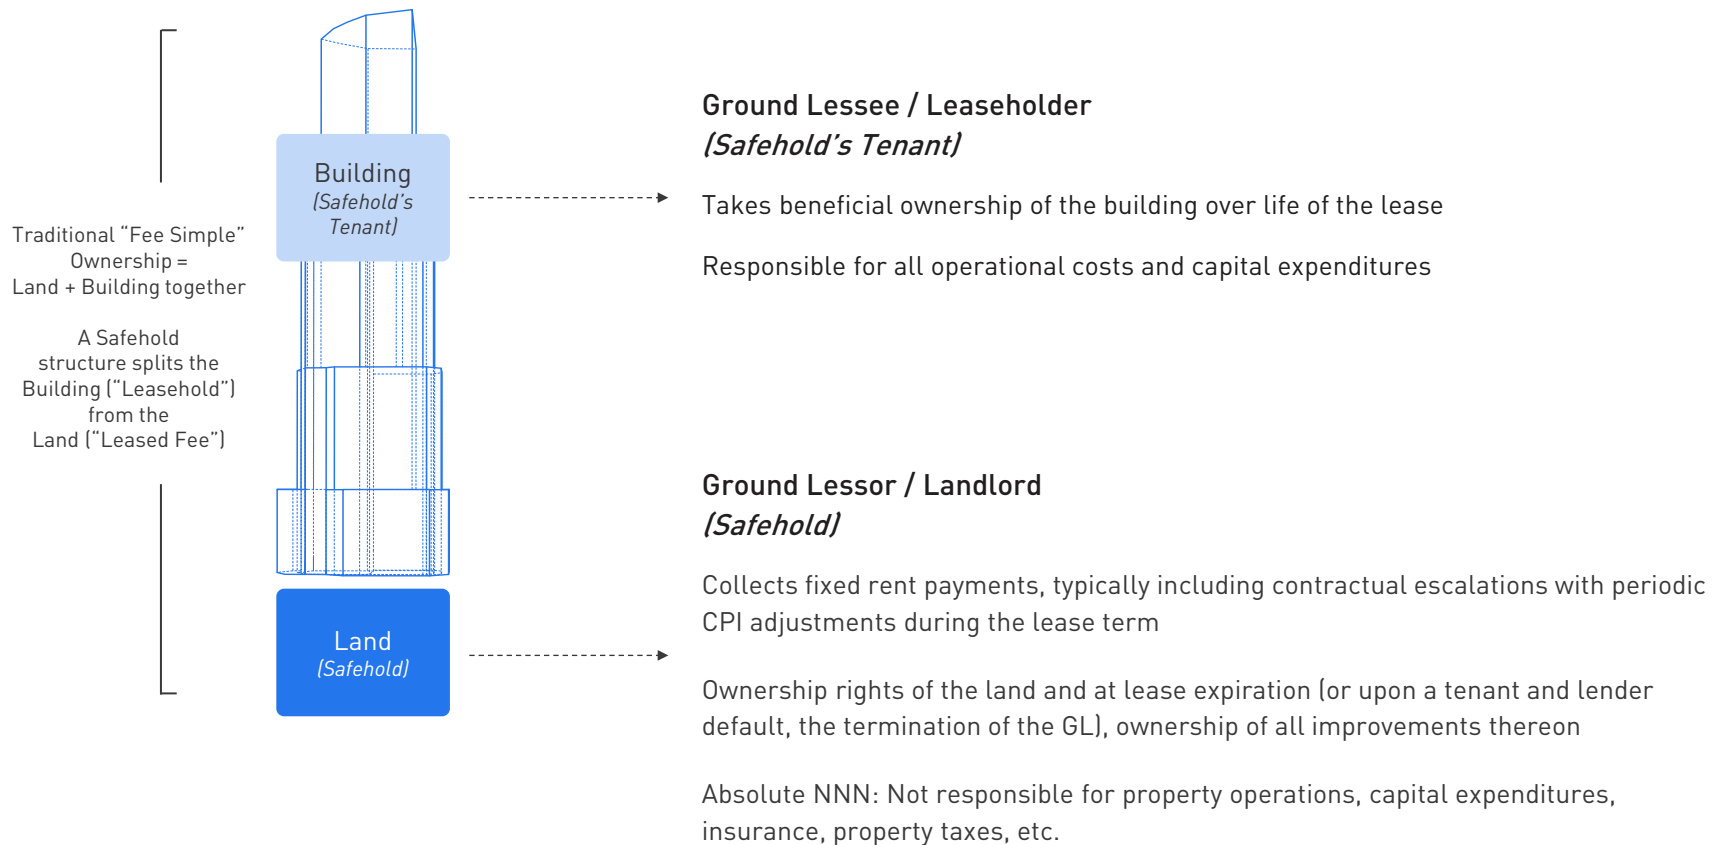 Traditional “Fee Simple”
Ownership =
Land + Building together
A Safehold
structure splits the
Building (“Leasehold”)
from the
Land (“Leased Fee”)
Building
(Safehold’s
Tenant)
Land
(Safehold)
Ground Lessee / Leaseholder
(Safehold’s Tenant)
Takes beneficial ownership of the building over life of the lease
Responsible for all operational costs and capital expenditures
Ground Lessor / Landlord
(Safehold)
Collects fixed rent payments, typically including contractual escalations with periodic
CPI adjustments during the lease term
Ownership rights of the land and at lease expiration (or upon a tenant and lender
default, the termination of the GL), ownership of all improvements thereon
Absolute NNN: Not responsible for property operations, capital expenditures,
insurance, property taxes, etc.